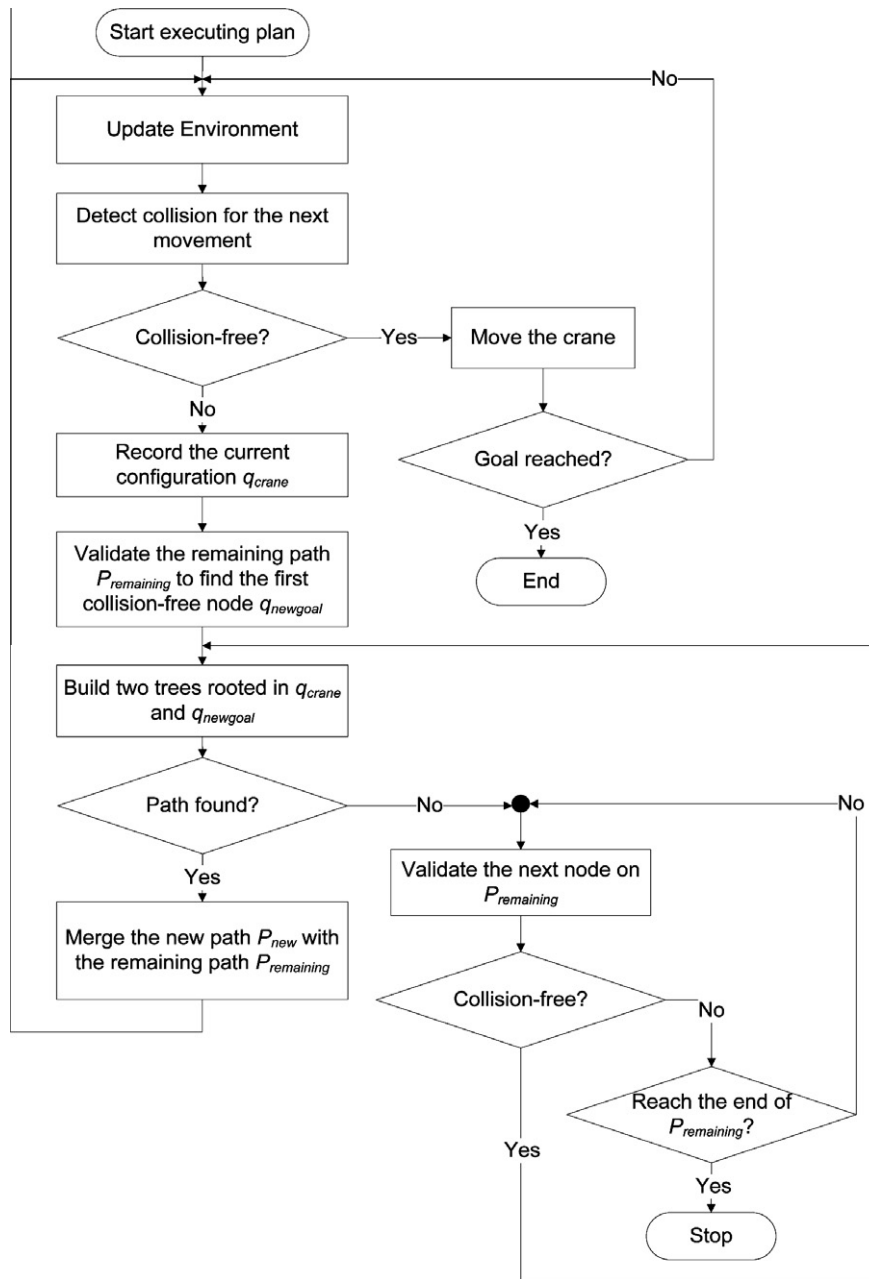 Start executing plan
No
Update Environment
Detect collision for the next
movement
Collision-free?
Yes
Move the crane
No
Record the current
configuration qcrane
Goal reached?
Yes
Validate the remaining path
Premaining to find the first
collision-free node qnewgoal
End
Build two trees rooted in qcrane
and qnewgoal
Path found?
No
No
Yes
Validate the next node on
Premaining
Merge the new path Pnew with
the remaining path Premaining
Collision-free?
No
Reach the end of
Premaining?
Yes
Yes
Stop